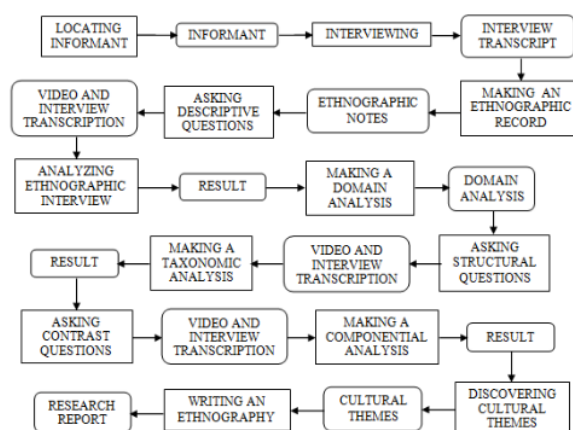 LOCATING
INFORMANT
INFORMANT
INTERVIEWING
INTERVIEW
TRANSCRIPT
MAKING AN
ETHNOGRAPHIC
RECORD
ETHNOGRAPHIC
NOTES
ASKING
DESCRIPTIVE
QUESTIONS
VIDEO AND
INTERVIEW
TRANSCRIPTION
ANALYZING
ETHNOGRAPHIC
INTERVIEW
RESULT
MAKING A
DOMAIN
ANALYSIS
DOMAIN
ANALYSIS
ASKING
STRUCTURAL
QUESTIONS
VIDEO AND
INTERVIEW
TRANSCRIPTION
MAKING A
TAXONOMIC
ANALYSIS
RESULT
ASKING
CONTRAST
QUESTIONS
VIDEO AND
INTERVIEW
TRANSCRIPTION
MAKING A
COMPONENTIAL
ANALYSIS
RESULT
DISCOVERING
CULTURAL
THEMES
CULTURAL
THEMES
WRITING AN
ETHNOGRAPHY
RESEARCH
REPORT